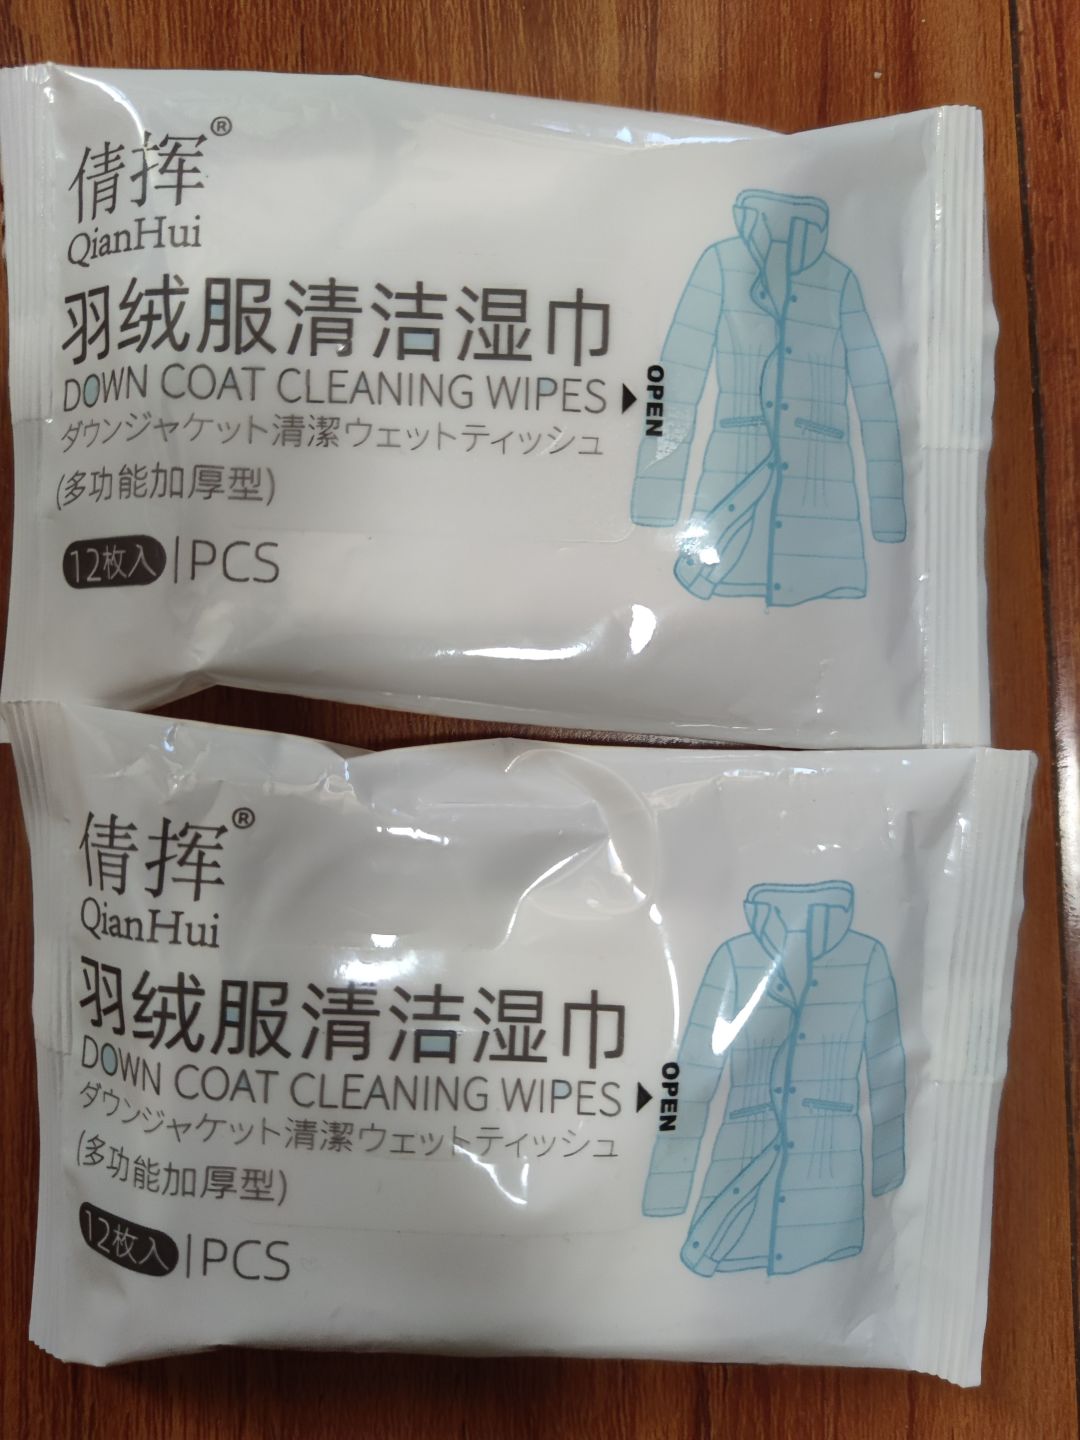 倩挥®
QianHui
羽绒服清洁湿巾
DOWN COAT CLEANING WIPES
ダウンジャケット清潔ウェットティッシュ
(多功能加厚型)
12枚入 | PCS
OPEN
倩挥®
QianHui
羽绒服清洁湿巾
DOWN COAT CLEANING WIPES
ダウンジャケット清潔ウェットティッシュ
(多功能加厚型)
12枚入 | PCS
OPEN